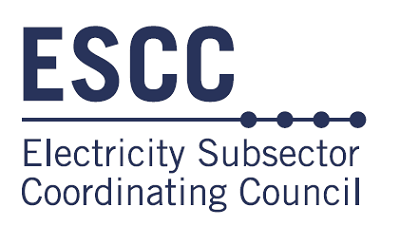 ESCC
Electricity Subsector
Coordinating Council